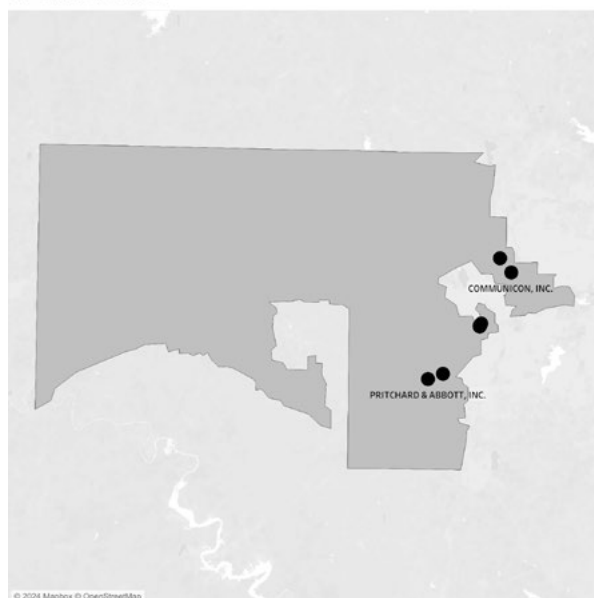 COMMUNICON, INC.
PRITCHARD & ABBOTT, INC.
© 2024 Mapbox © OpenStreetMap